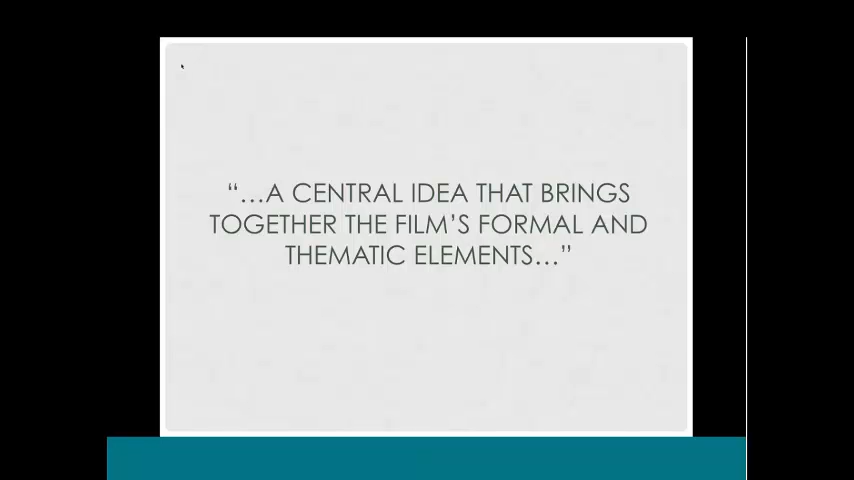 “…A CENTRAL IDEA THAT BRINGS
TOGETHER THE FILM’S FORMAL AND
THEMATIC ELEMENTS…”